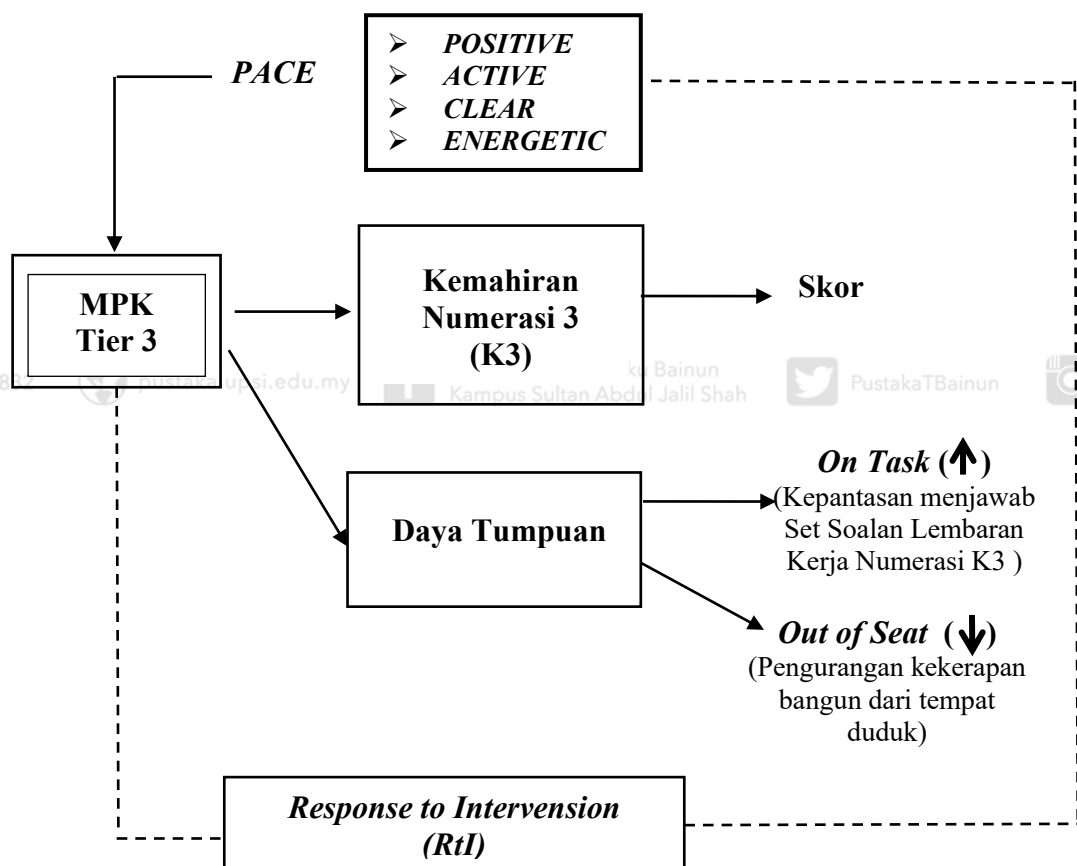 PACE
POSITIVE
ACTIVE
CLEAR
ENERGETIC
MPK
Tier 3
Kemahiran
Numerasi 3
(K3)
Skor
pustaka.upsi.edu.my
Bainun
Kampus Sultan Abdul Jalil Shah
PustakaTBainun
Daya Tumpuan
On Task (↑)
(Kepantasan menjawab
Set Soalan Lembaran
Kerja Numerasi K3 )
Out of Seat (↓)
(Pengurangan kekerapan
bangun dari tempat
duduk)
Response to Intervension
(RtI)